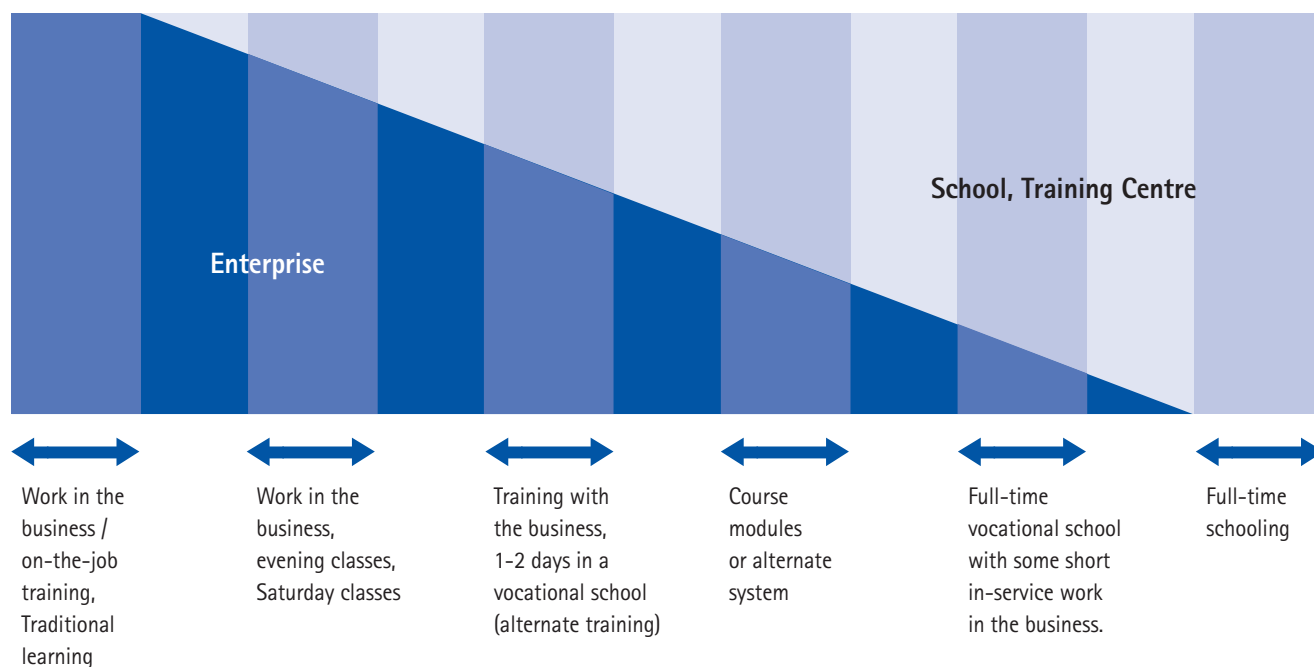 School, Training Centre
Enterprise
Work in the
business /
on-the-job
training,
Traditional
learning
Work in the
business,
evening classes,
Saturday classes
Training with
the business,
1-2 days in a
vocational school
(alternate training)
Course
modules
or alternate
system
Full-time
vocational school
with some short
in-service work
in the business.
Full-time
schooling